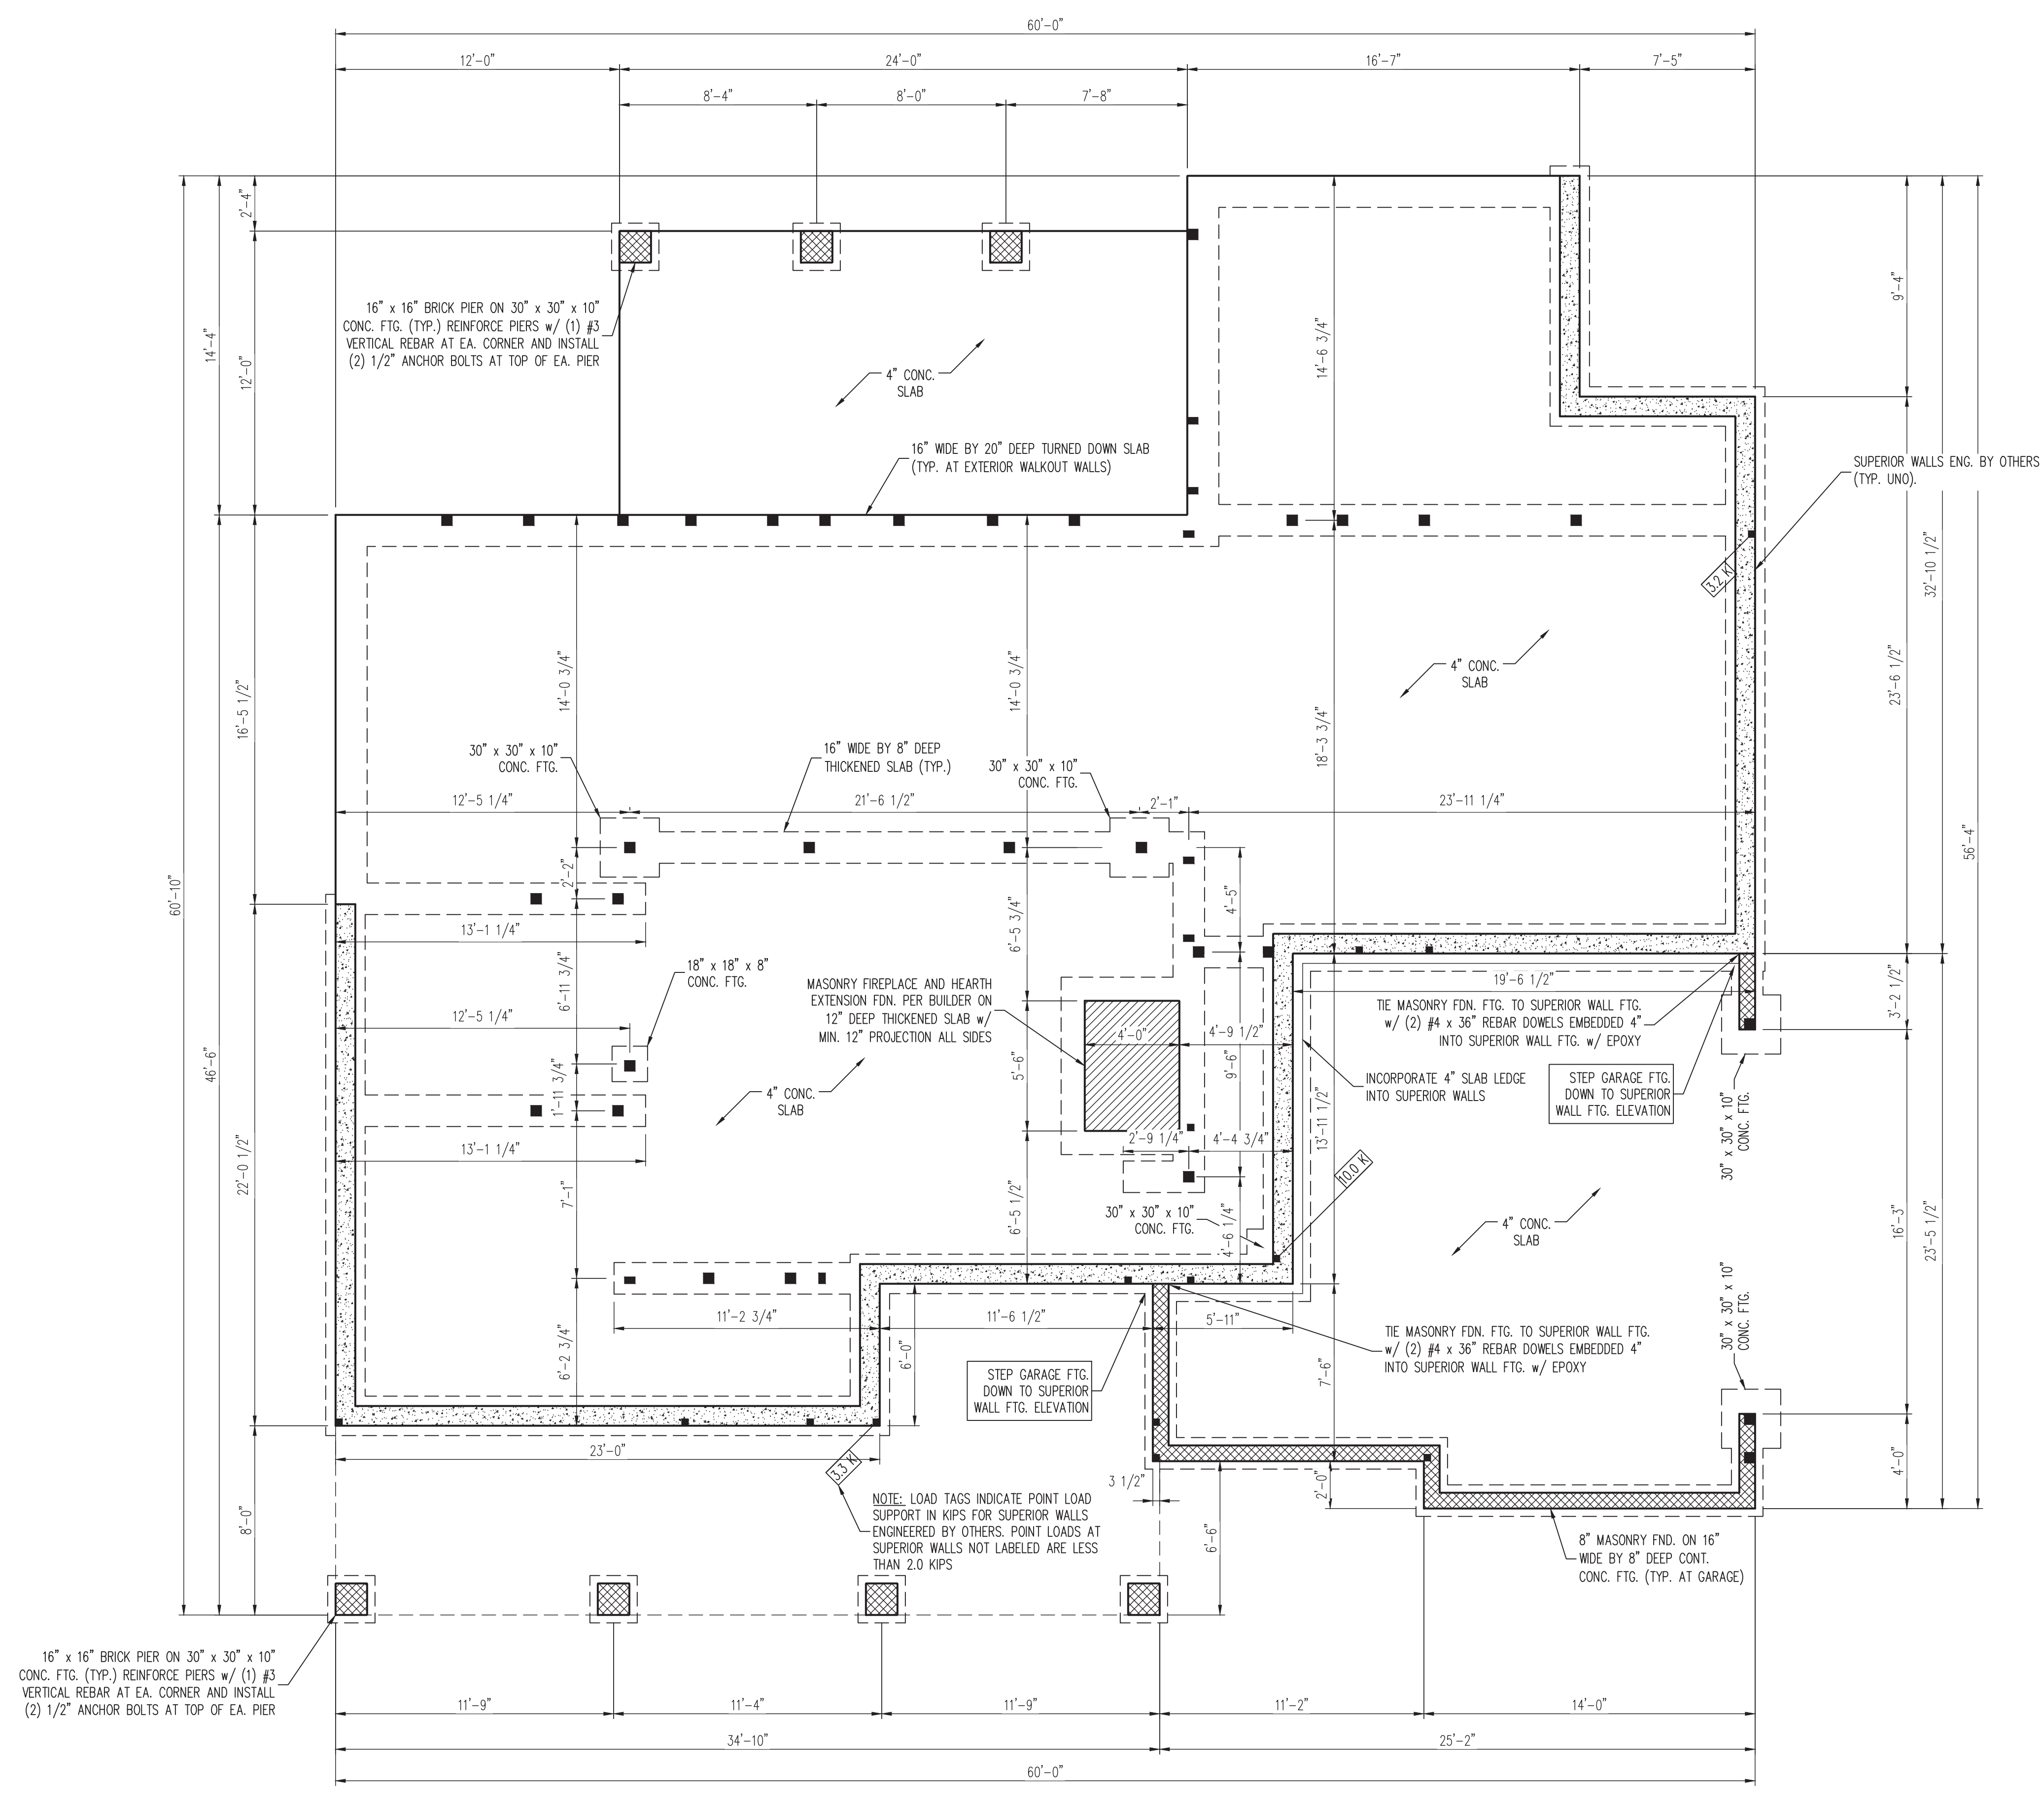 60'-0"
12'-0"
24'-0"
16'-7"
7'-5"
8'-4"
8'-0"
7'-8"
2'-4"
14'-4"
12'-0"
60'-10"
46'-6"
16'-5 1/2"
22'-0 1/2"
8'-0"
16" x 16" BRICK PIER ON 30" x 30" x 10"
CONC. FTG. (TYP.) REINFORCE PIERS w/ (1) #3
VERTICAL REBAR AT EA. CORNER AND INSTALL
(2) 1/2" ANCHOR BOLTS AT TOP OF EA. PIER
4" CONC.
SLAB
16" WIDE BY 20" DEEP TURNED DOWN SLAB
(TYP. AT EXTERIOR WALKOUT WALLS)
14'-6 3/4"
9'-4"
SUPERIOR WALLS ENG. BY OTHERS
(TYP. UNO).
3.2 K
32'-10 1/2"
23'-6 1/2"
56'-4"
4" CONC.
SLAB
14'-0 3/4"
14'-0 3/4"
18'-3 3/4"
30" x 30" x 10"
CONC. FTG.
16" WIDE BY 8" DEEP
THICKENED SLAB (TYP.)
30" x 30" x 10"
CONC. FTG.
12'-5 1/4"
21'-6 1/2"
2'-1"
23'-11 1/4"
2'-2"
4'-5"
6'-5 3/4"
13'-1 1/4"
6'-11 3/4"
18" x 18" x 8"
CONC. FTG.
12'-5 1/4"
MASONRY FIREPLACE AND HEARTH
EXTENSION FDN. PER BUILDER ON
12" DEEP THICKENED SLAB w/
MIN. 12" PROJECTION ALL SIDES
4'-0"
4'-9 1/2"
5'-6"
9'-6"
19'-6 1/2"
TIE MASONRY FDN. FTG. TO SUPERIOR WALL FTG.
w/ (2) #4 x 36" REBAR DOWELS EMBEDDED 4"
INTO SUPERIOR WALL FTG. w/ EPOXY
3'-2 1/2"
INCORPORATE 4" SLAB LEDGE
INTO SUPERIOR WALLS
STEP GARAGE FTG.
DOWN TO SUPERIOR
WALL FTG. ELEVATION
30" x 30" x 10"
CONC. FTG.
1'-11 3/4"
4" CONC.
SLAB
13'-11 1/2"
2'-9 1/4"
4'-4 3/4"
13'-1 1/4"
7'-1"
6'-5 1/2"
10.0 K
30" x 30" x 10"
CONC. FTG.
4'-6 1/4"
4" CONC.
SLAB
16'-3"
23'-5 1/2"
30" x 30" x 10"
CONC. FTG.
11'-2 3/4"
11'-6 1/2"
5'-11"
6'-2 3/4"
6'-0"
TIE MASONRY FDN. FTG. TO SUPERIOR WALL FTG.
w/ (2) #4 x 36" REBAR DOWELS EMBEDDED 4"
INTO SUPERIOR WALL FTG. w/ EPOXY
STEP GARAGE FTG.
DOWN TO SUPERIOR
WALL FTG. ELEVATION
7'-6"
23'-0"
3.3 K
3 1/2"
2'-0"
4'-0"
6'-6"
NOTE: LOAD TAGS INDICATE POINT LOAD
SUPPORT IN KIPS FOR SUPERIOR WALLS
ENGINEERED BY OTHERS. POINT LOADS AT
SUPERIOR WALLS NOT LABELED ARE LESS
THAN 2.0 KIPS
8" MASONRY FND. ON 16"
WIDE BY 8" DEEP CONT.
CONC. FTG. (TYP. AT GARAGE)
16" x 16" BRICK PIER ON 30" x 30" x 10"
CONC. FTG. (TYP.) REINFORCE PIERS w/ (1) #3
VERTICAL REBAR AT EA. CORNER AND INSTALL
(2) 1/2" ANCHOR BOLTS AT TOP OF EA. PIER
11'-9"
11'-4"
11'-9"
11'-2"
14'-0"
34'-10"
25'-2"
60'-0"